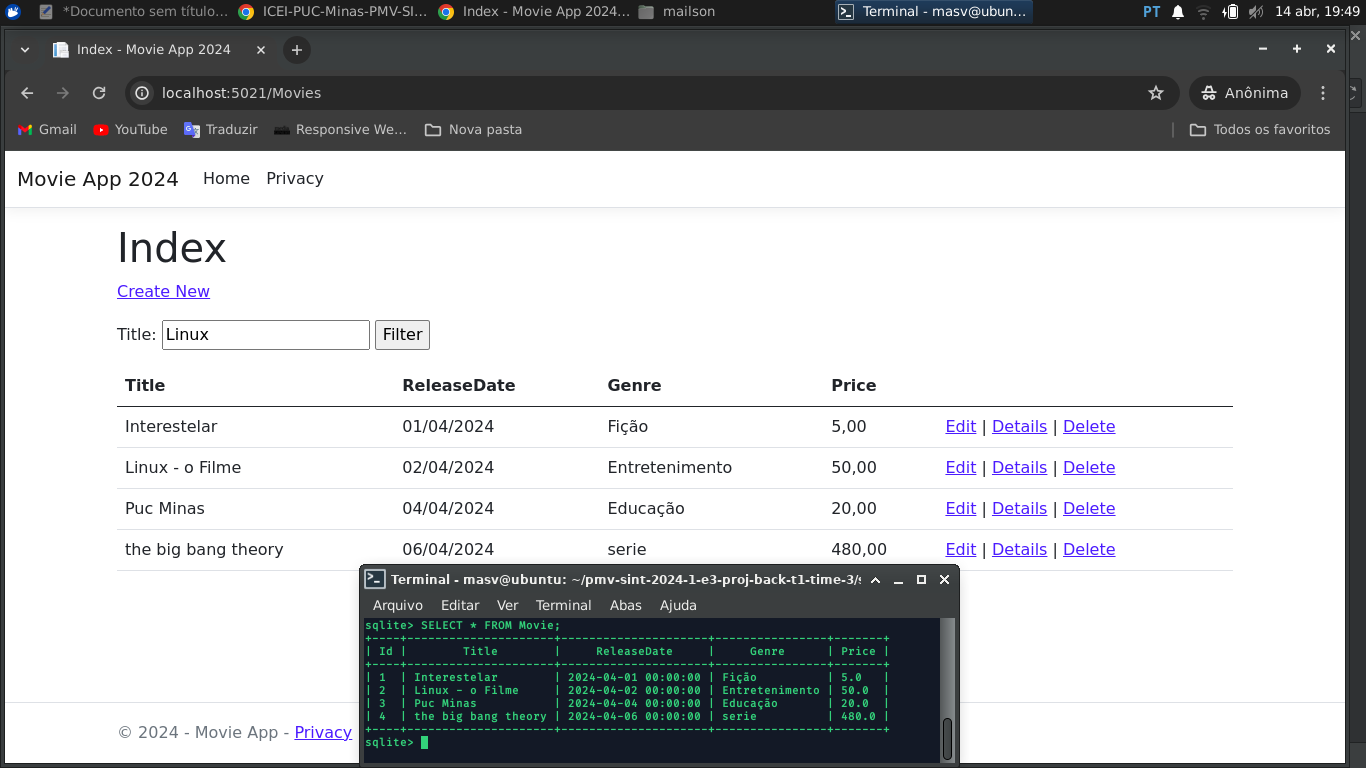 *Documento sem título... ICEI-PUC-Minas-PMV-SI... Index - Movie App 2024... mailson Terminal - masv@ubun... PT 14 abr, 19:49
Index - Movie App 2024
localhost:5021/Movies Anônima
Gmail YouTube Traduzir Responsive We... Nova pasta Todos os favoritos
Movie App 2024 Home Privacy
Index
Create New
Title: Linux Filter
Title ReleaseDate Genre Price
Interestelar 01/04/2024 Fição 5,00 Edit | Details | Delete
Linux - o Filme 02/04/2024 Entretenimento 50,00 Edit | Details | Delete
Puc Minas 04/04/2024 Educação 20,00 Edit | Details | Delete
the big bang theory 06/04/2024 serie 480,00 Edit | Details | Delete
Terminal - masv@ubuntu: ~/pmv-sint-2024-1-e3-proj-back-t1-time-3/s
Arquivo Editar Ver Terminal Abas Ajuda
sqlite> SELECT * FROM Movie;
+----+---------------------+---------------------+----------------+-------+
| Id | Title | ReleaseDate | Genre | Price |
+----+---------------------+---------------------+----------------+-------+
| 1 | Interestelar | 2024-04-01 00:00:00 | Fição | 5.0 |
| 2 | Linux - o Filme | 2024-04-02 00:00:00 | Entretenimento | 50.0 |
| 3 | Puc Minas | 2024-04-04 00:00:00 | Educação | 20.0 |
| 4 | the big bang theory | 2024-04-06 00:00:00 | serie | 480.0 |
+----+---------------------+---------------------+----------------+-------+
sqlite>
© 2024 - Movie App - Privacy